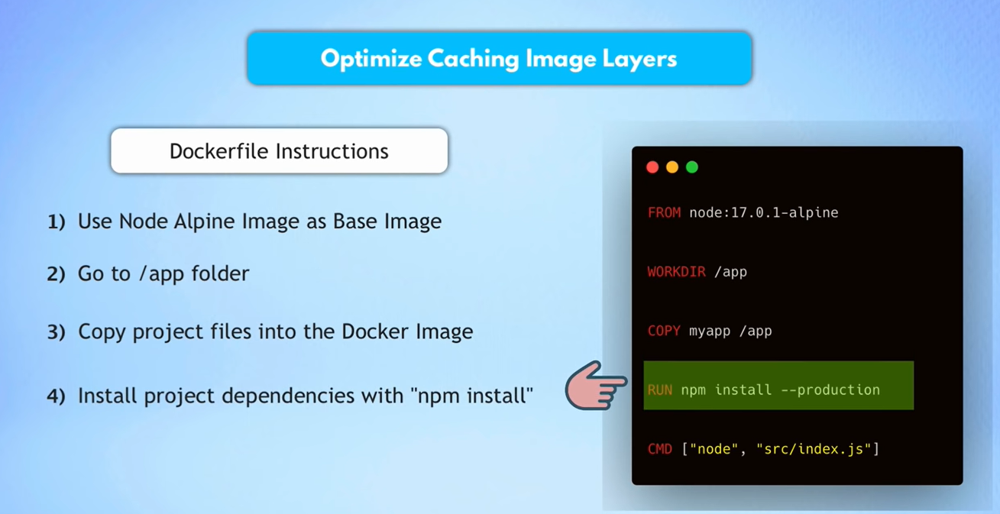 Optimize Caching Image Layers
Dockerfile Instructions
1) Use Node Alpine Image as Base Image
2) Go to /app folder
3) Copy project files into the Docker Image
4) Install project dependencies with "npm install"
FROM node:17.0.1-alpine
WORKDIR /app
COPY myapp /app
RUN npm install --production
CMD ["node", "src/index.js"]